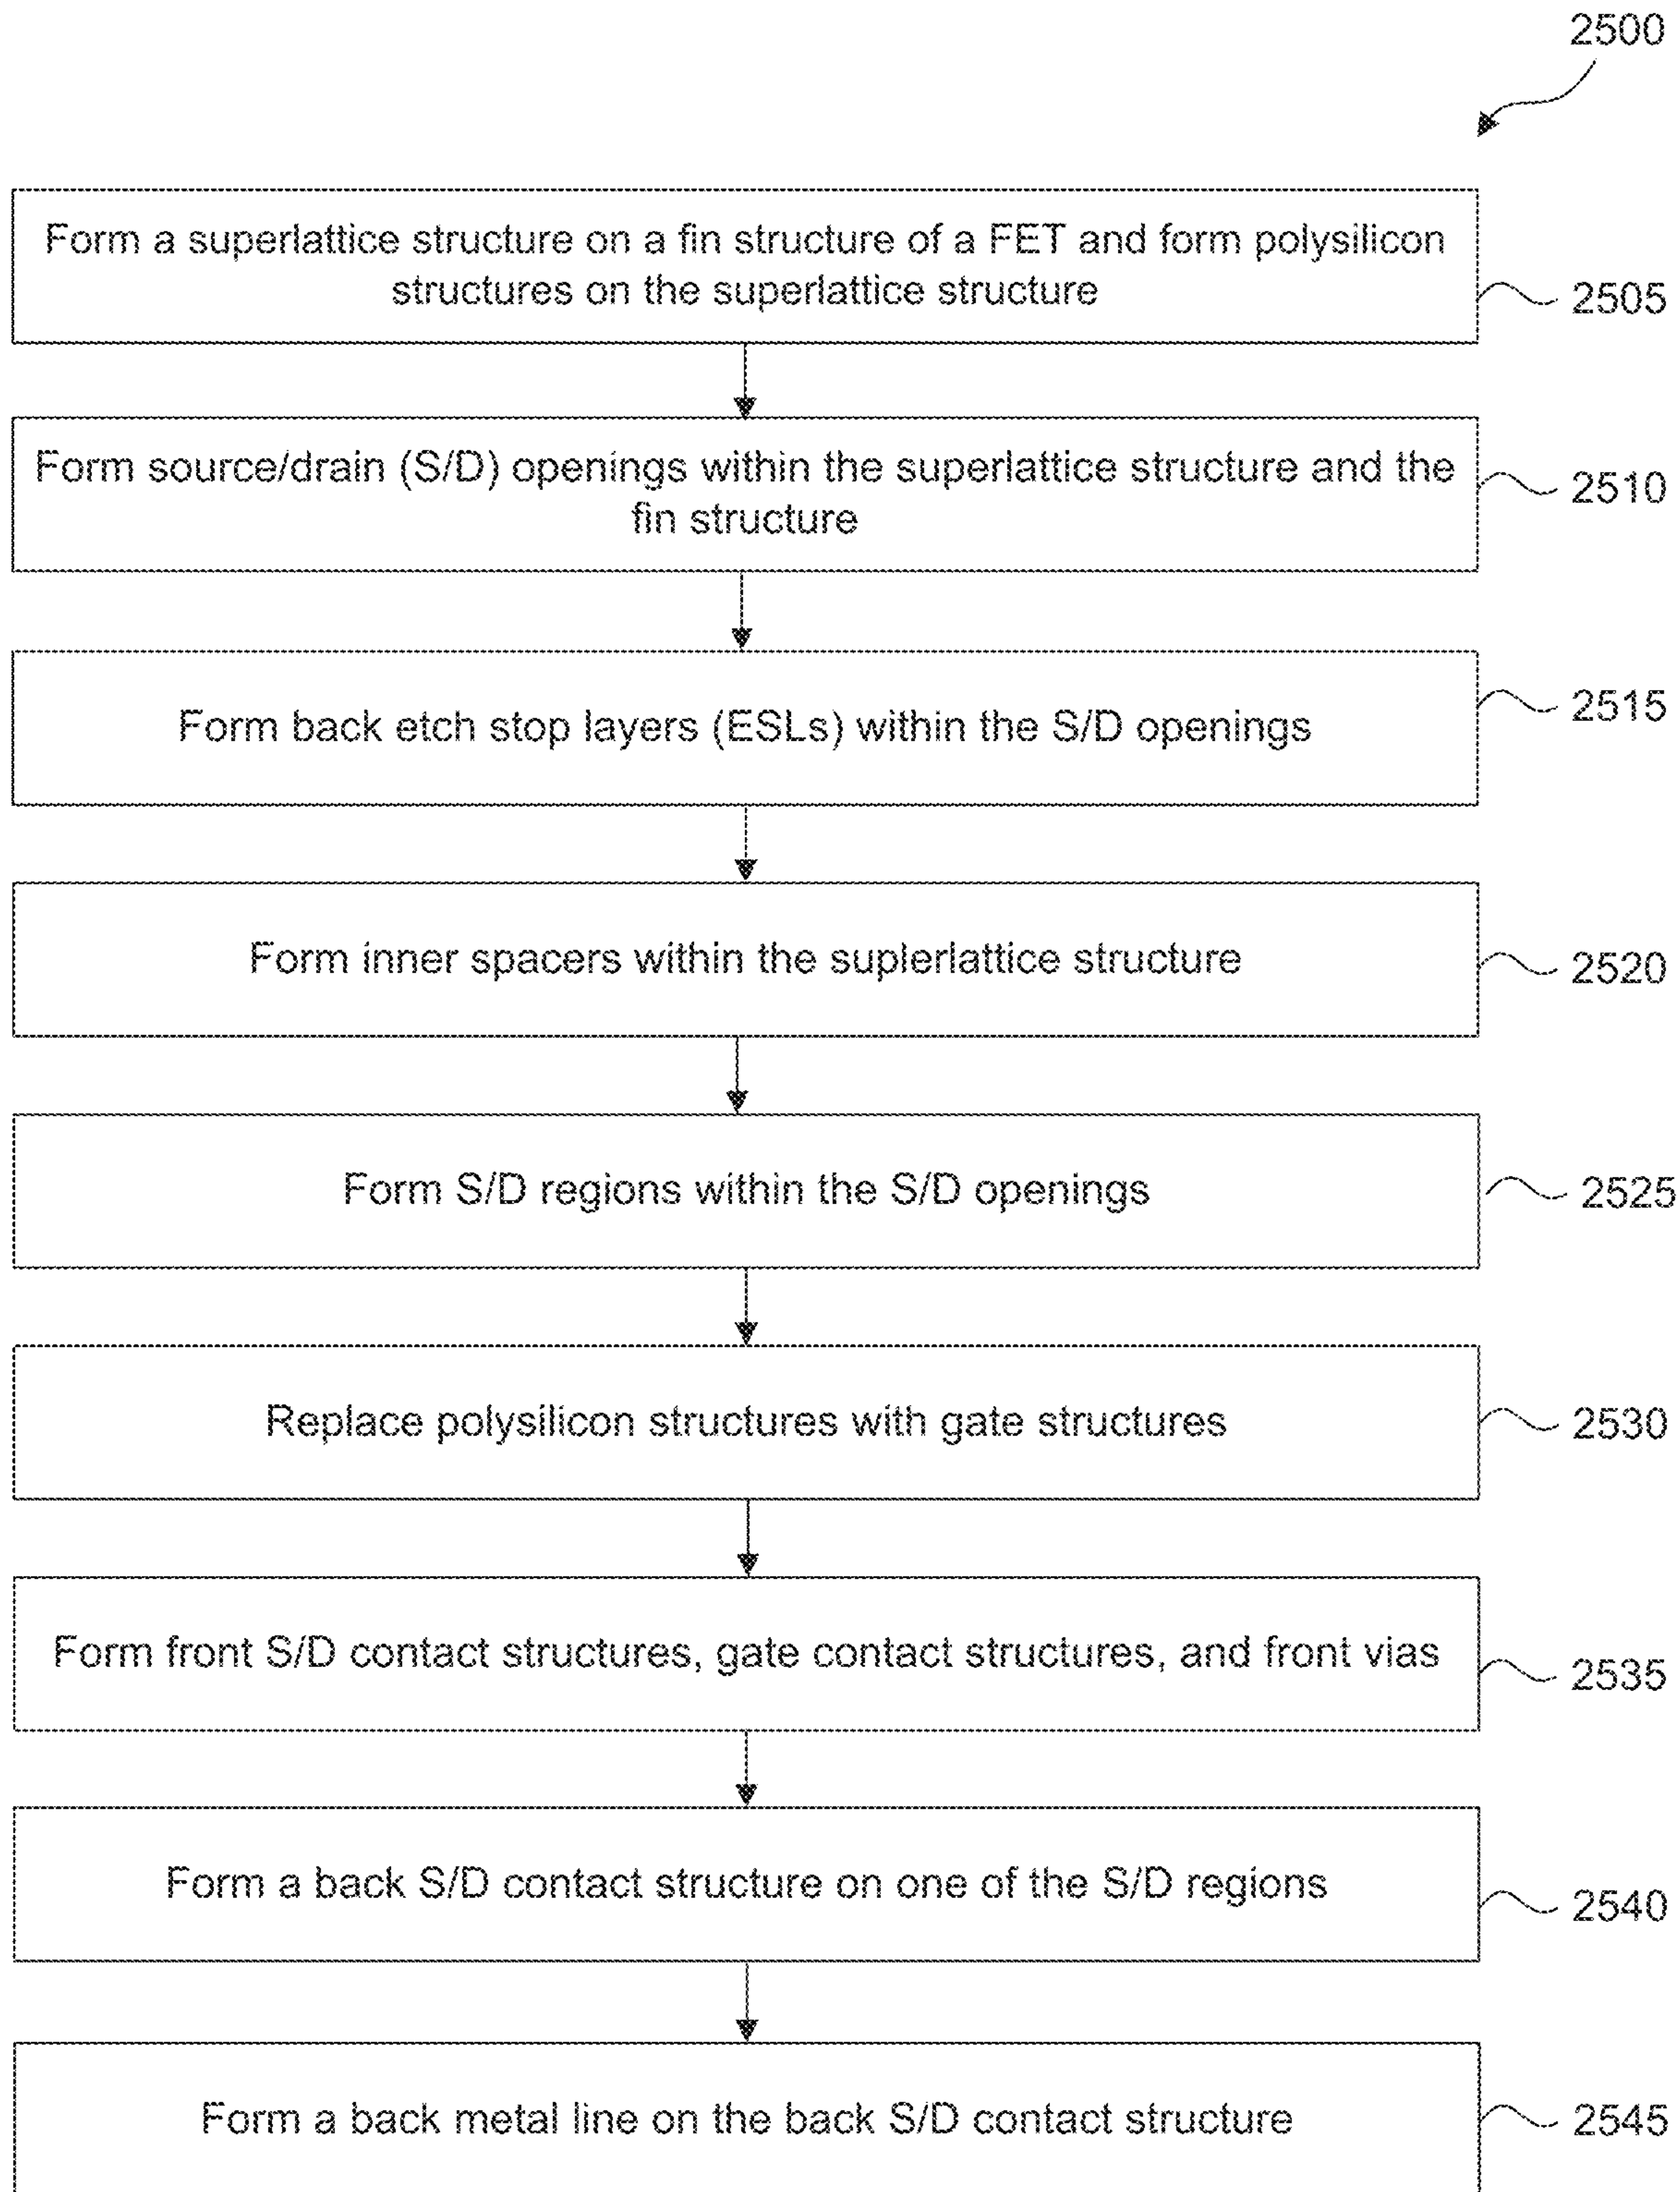 2500
Form a superlattice structure on a fin structure of a FET and form polysilicon
structures on the superlattice structure
2505
Form source/drain (S/D) openings within the superlattice structure and the
fin structure
2510
Form back etch stop layers (ESLs) within the S/D openings
2515
Form inner spacers within the suplerlattice structure
2520
Form S/D regions within the S/D openings
2525
Replace polysilicon structures with gate structures
2530
Form front S/D contact structures, gate contact structures, and front vias
2535
Form a back S/D contact structure on one of the S/D regions
2540
Form a back metal line on the back S/D contact structure
2545